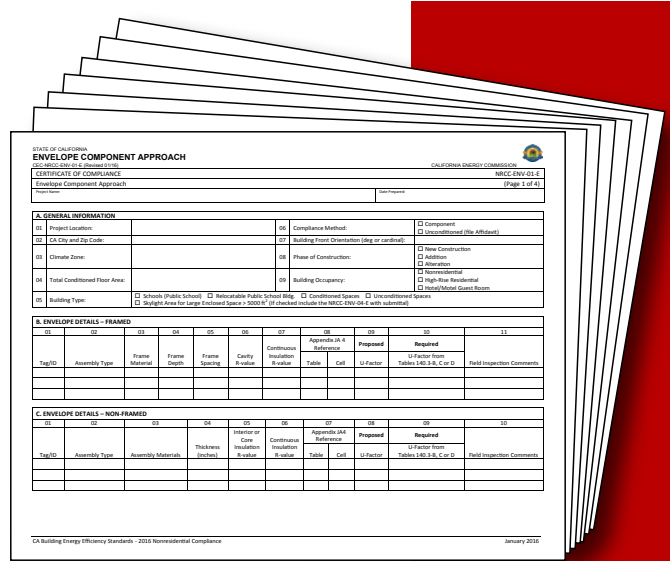 STATE OF CALIFORNIA
ENVELOPE COMPONENT APPROACH
CEC-NRCC-ENV-01-E (Revised 01/16) CALIFORNIA ENERGY COMMISSION
CERTIFICATE OF COMPLIANCE NRCC-ENV-01-E
Envelope Component Approach (Page 1 of 4)
Project Name: Date Prepared:
A. GENERAL INFORMATION
01 Project Location: 06 Compliance Method: ☐ Component
☐ Unconditioned (file Affidavit)
02 CA City and Zip Code: 07 Building Front Orientation (deg or cardinal):
03 Climate Zone: 08 Phase of Construction: ☐ New Construction
☐ Addition
☐ Alteration
04 Total Conditioned Floor Area: 09 Building Occupancy: ☐ Nonresidential
☐ High-Rise Residential
☐ Hotel/Motel Guest Room
05 Building Type: ☐ Schools (Public School) ☐ Relocatable Public School Bldg. ☐ Conditioned Spaces ☐ Unconditioned Spaces
☐ Skylight Area for Large Enclosed Space > 5000 ft² (If checked include the NRCC-ENV-04-E with submittal)
B. ENVELOPE DETAILS – FRAMED
01 02 03 04 05 06 07 08 09 10 11
Tag/ID Assembly Type Frame Material Frame Depth Frame Spacing Cavity R-value Continuous Insulation R-value Appendix JA 4 Reference Table Cell Proposed U-Factor Required U-Factor from Tables 140.3-B, C or D Field Inspection Comments
C. ENVELOPE DETAILS – NON-FRAMED
01 02 03 04 05 06 07 08 09 10
Tag/ID Assembly Type Assembly Materials Thickness (inches) Interior or Core Insulation R-value Continuous Insulation R-value Appendix JA4 Reference Table Cell Proposed U-Factor Required U-Factor from Tables 140.3-B, C or D Field Inspection Comments
CA Building Energy Efficiency Standards - 2016 Nonresidential Compliance January 2016